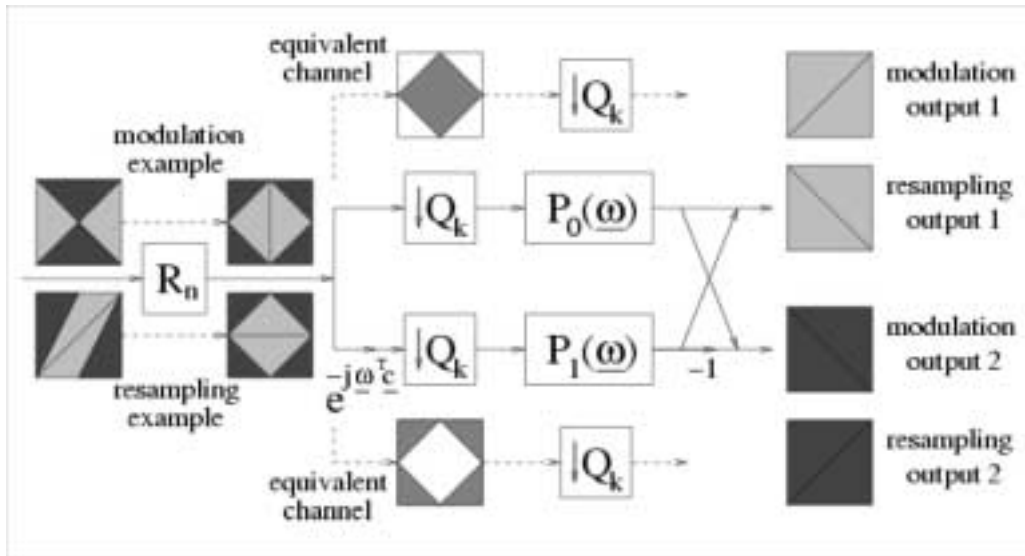 equivalent
channel
↓Q_k
modulation
output 1
modulation
example
resampling
output 1
↓Q_k
P_0(ω)
R_n
↓Q_k
P_1(ω)
−1
modulation
output 2
resampling
example
e^{-jω^T c}
equivalent
channel
↓Q_k
resampling
output 2